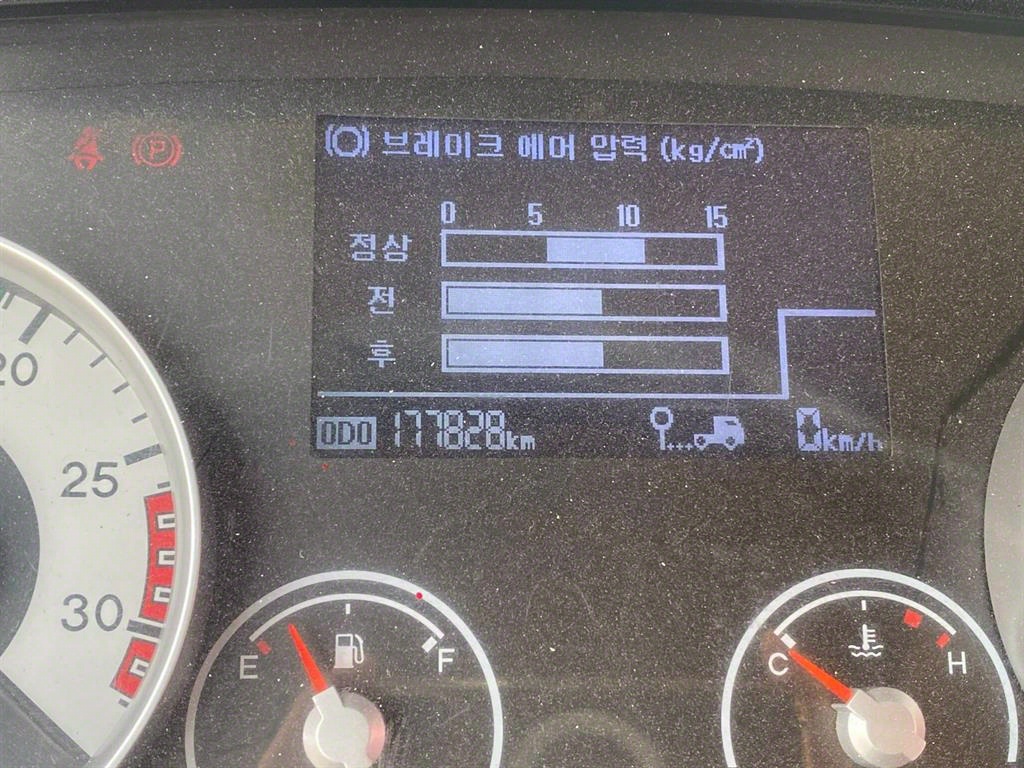 브레이크 에어 압력 (kg/cm²)
0 5 10 15
정상
전
후
ODO 177828km
0km/h
P
20
25
30
E F
C H